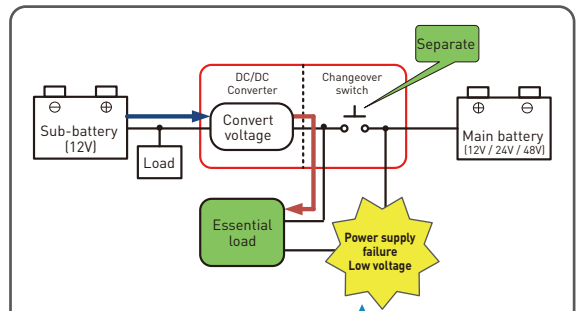 Separate
DC/DC
Converter
Changeover
switch
⊖ ⊕
Sub-battery
(12V)
Convert
voltage
⊕ ⊖
Main battery
(12V / 24V / 48V)
Load
Essential
load
Power supply
failure
Low voltage